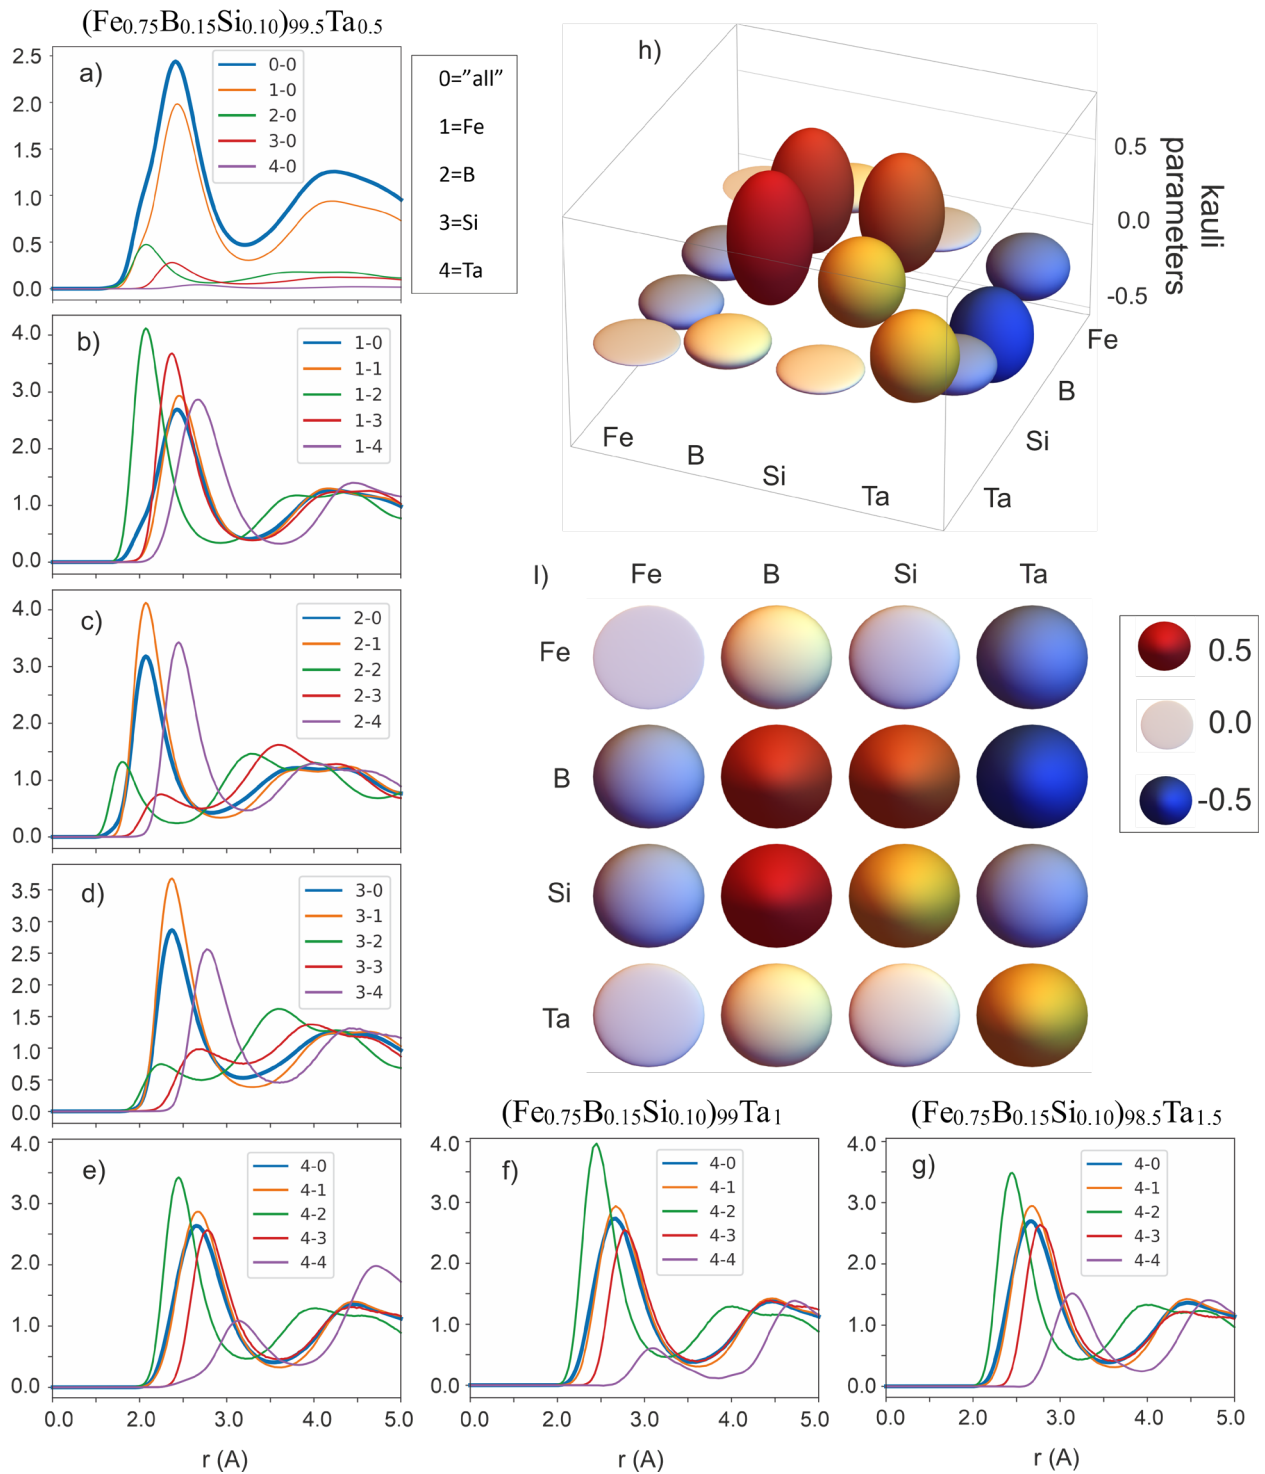 (Fe0.75B0.15Si0.10)99.5Ta0.5
a)
2.5
2.0
1.5
1.0
0.5
0.0
0-0
1-0
2-0
3-0
4-0
0="all"
1=Fe
2=B
3=Si
4=Ta
b)
4.0
3.0
2.0
1.0
0.0
1-0
1-1
1-2
1-3
1-4
c)
4.0
3.0
2.0
1.0
0.0
2-0
2-1
2-2
2-3
2-4
d)
3.5
3.0
2.5
2.0
1.5
1.0
0.5
0.0
3-0
3-1
3-2
3-3
3-4
e)
4.0
3.0
2.0
1.0
0.0
4-0
4-1
4-2
4-3
4-4
0.0 2.0 3.0 4.0 5.0
r (A)
h)
0.5
0.0
-0.5
kauli
parameters
Fe
B
Si
Ta
Fe
B
Si
Ta
I)
Fe B Si Ta
Fe
B
Si
Ta
0.5
0.0
-0.5
(Fe0.75B0.15Si0.10)99Ta1
f)
4.0
3.0
2.0
1.0
0.0
4-0
4-1
4-2
4-3
4-4
0.0 2.0 3.0 4.0 5.0
r (A)
(Fe0.75B0.15Si0.10)98.5Ta1.5
g)
4.0
3.0
2.0
1.0
0.0
4-0
4-1
4-2
4-3
4-4
0.0 2.0 3.0 4.0 5.0
r (A)